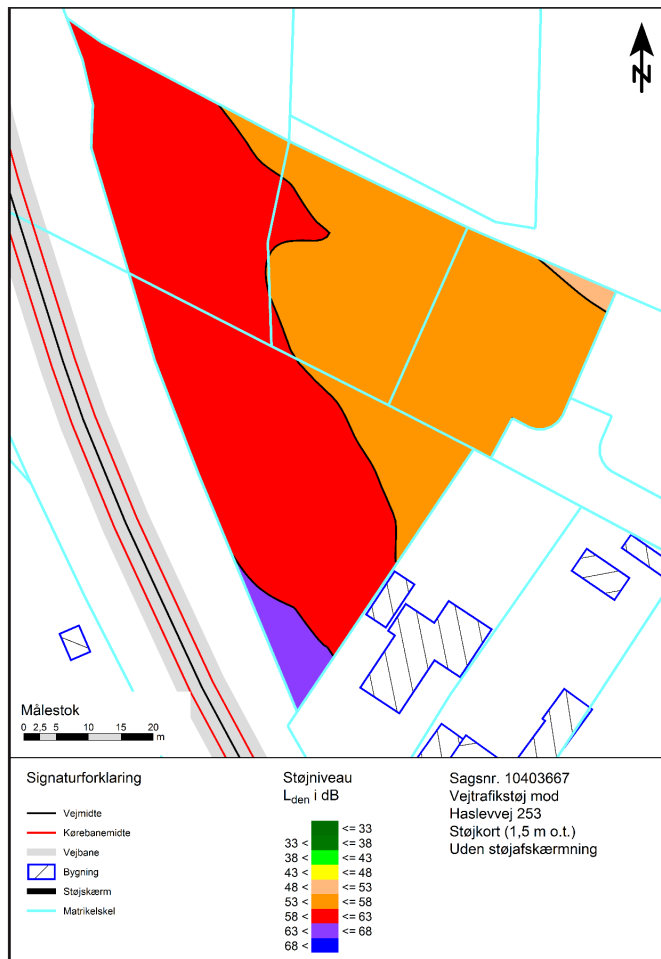 N
Målestok
0 2,5 5 10 15 20
m
Signaturforklaring
Vejmidte
Kørebanemidte
Vejbane
Bygning
Støjskærm
Matrikelskel
Støjniveau
Lden i dB
<= 33
33 < <= 38
38 < <= 43
43 < <= 48
48 < <= 53
53 < <= 58
58 < <= 63
63 < <= 68
68 <
Sagsnr. 10403667
Vejtrafikstøj mod
Haslevvej 253
Støjkort (1,5 m o.t.)
Uden støjafskærmning